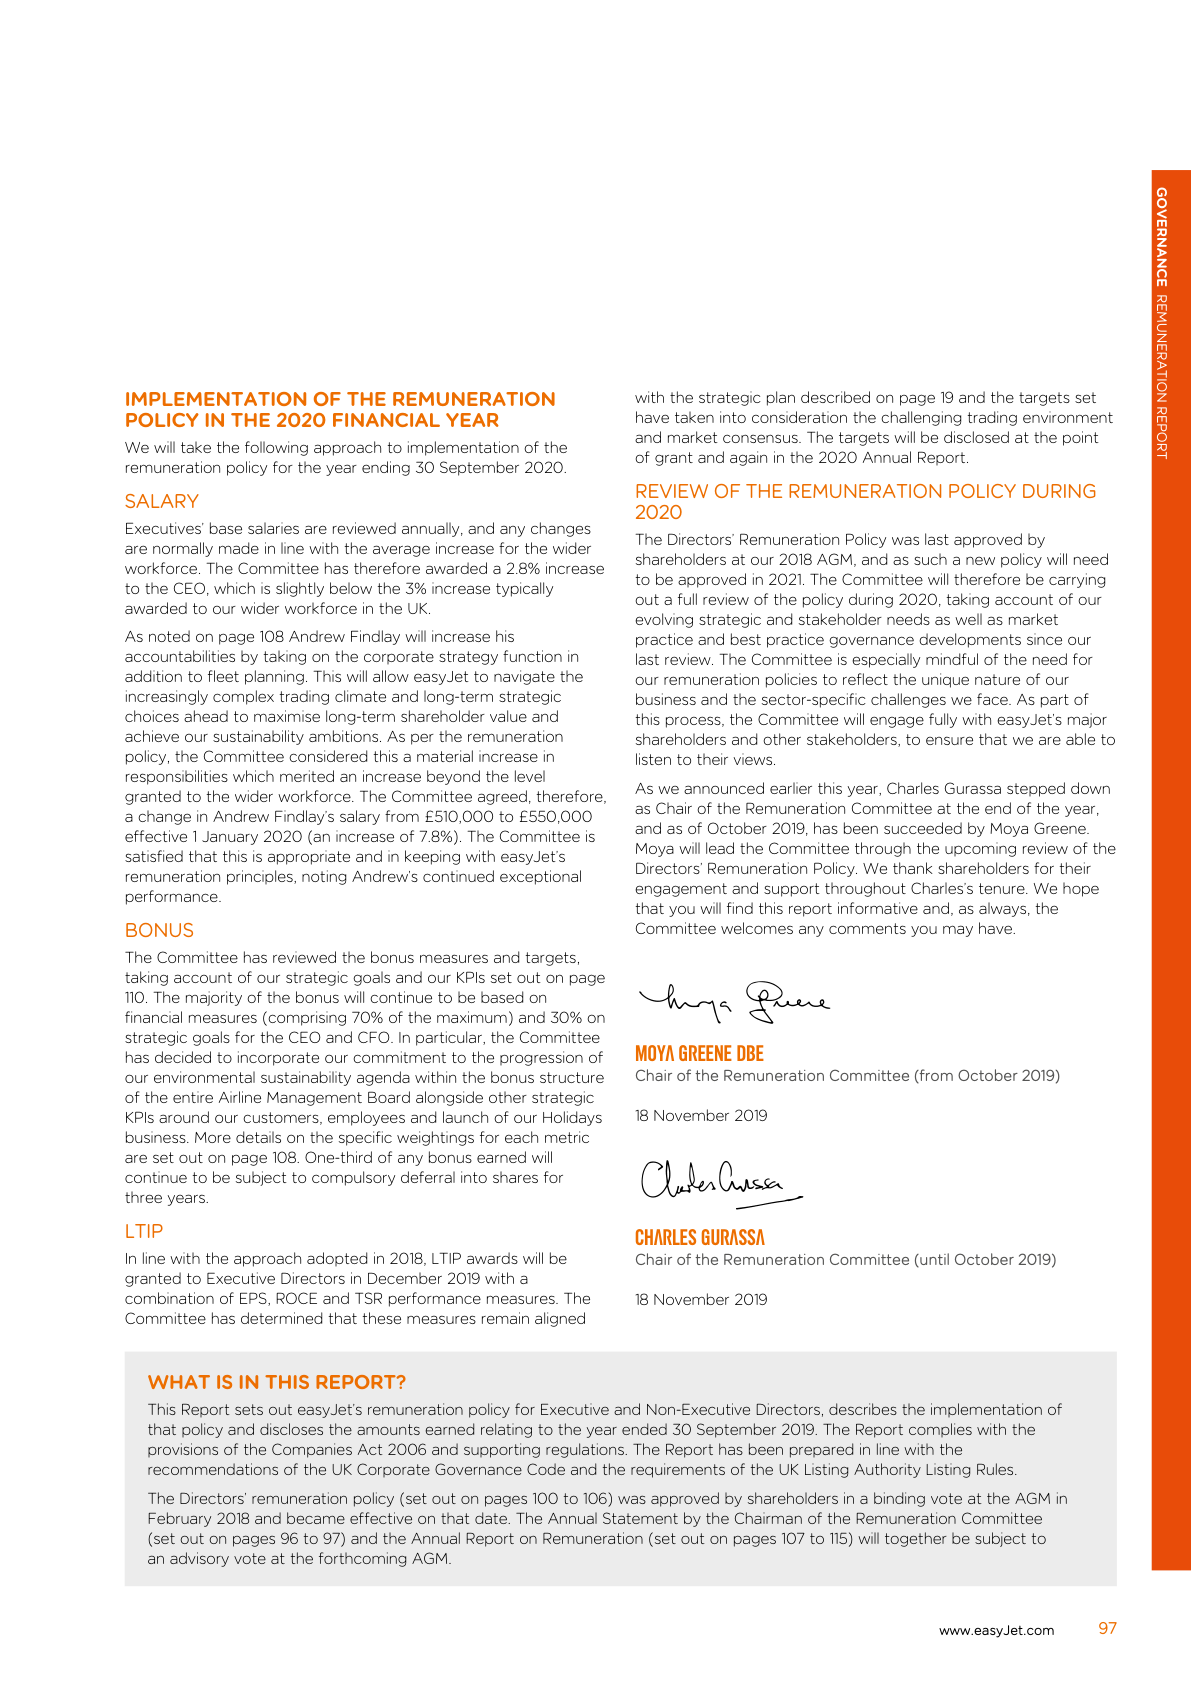 GOVERNANCE REMUNERATION REPORT
IMPLEMENTATION OF THE REMUNERATION
POLICY IN THE 2020 FINANCIAL YEAR
We will take the following approach to implementation of the
remuneration policy for the year ending 30 September 2020.
SALARY
Executives’ base salaries are reviewed annually, and any changes
are normally made in line with the average increase for the wider
workforce. The Committee has therefore awarded a 2.8% increase
to the CEO, which is slightly below the 3% increase typically
awarded to our wider workforce in the UK.
As noted on page 108 Andrew Findlay will increase his
accountabilities by taking on the corporate strategy function in
addition to fleet planning. This will allow easyJet to navigate the
increasingly complex trading climate and long-term strategic
choices ahead to maximise long-term shareholder value and
achieve our sustainability ambitions. As per the remuneration
policy, the Committee considered this a material increase in
responsibilities which merited an increase beyond the level
granted to the wider workforce. The Committee agreed, therefore,
a change in Andrew Findlay’s salary from £510,000 to £550,000
effective 1 January 2020 (an increase of 7.8%). The Committee is
satisfied that this is appropriate and in keeping with easyJet’s
remuneration principles, noting Andrew’s continued exceptional
performance.
BONUS
The Committee has reviewed the bonus measures and targets,
taking account of our strategic goals and our KPIs set out on page
110. The majority of the bonus will continue to be based on
financial measures (comprising 70% of the maximum) and 30% on
strategic goals for the CEO and CFO. In particular, the Committee
has decided to incorporate our commitment to the progression of
our environmental sustainability agenda within the bonus structure
of the entire Airline Management Board alongside other strategic
KPIs around our customers, employees and launch of our Holidays
business. More details on the specific weightings for each metric
are set out on page 108. One-third of any bonus earned will
continue to be subject to compulsory deferral into shares for
three years.
LTIP
In line with the approach adopted in 2018, LTIP awards will be
granted to Executive Directors in December 2019 with a
combination of EPS, ROCE and TSR performance measures. The
Committee has determined that these measures remain aligned
with the strategic plan described on page 19 and the targets set
have taken into consideration the challenging trading environment
and market consensus. The targets will be disclosed at the point
of grant and again in the 2020 Annual Report.
REVIEW OF THE REMUNERATION POLICY DURING
2020
The Directors’ Remuneration Policy was last approved by
shareholders at our 2018 AGM, and as such a new policy will need
to be approved in 2021. The Committee will therefore be carrying
out a full review of the policy during 2020, taking account of our
evolving strategic and stakeholder needs as well as market
practice and best practice governance developments since our
last review. The Committee is especially mindful of the need for
our remuneration policies to reflect the unique nature of our
business and the sector-specific challenges we face. As part of
this process, the Committee will engage fully with easyJet’s major
shareholders and other stakeholders, to ensure that we are able to
listen to their views.
As we announced earlier this year, Charles Gurassa stepped down
as Chair of the Remuneration Committee at the end of the year,
and as of October 2019, has been succeeded by Moya Greene.
Moya will lead the Committee through the upcoming review of the
Directors’ Remuneration Policy. We thank shareholders for their
engagement and support throughout Charles’s tenure. We hope
that you will find this report informative and, as always, the
Committee welcomes any comments you may have.
Moya Greene
MOYA GREENE DBE
Chair of the Remuneration Committee (from October 2019)
18 November 2019
Charles Gurassa
CHARLES GURASSA
Chair of the Remuneration Committee (until October 2019)
18 November 2019
WHAT IS IN THIS REPORT?
This Report sets out easyJet’s remuneration policy for Executive and Non-Executive Directors, describes the implementation of
that policy and discloses the amounts earned relating to the year ended 30 September 2019. The Report complies with the
provisions of the Companies Act 2006 and supporting regulations. The Report has been prepared in line with the
recommendations of the UK Corporate Governance Code and the requirements of the UK Listing Authority Listing Rules.
The Directors’ remuneration policy (set out on pages 100 to 106) was approved by shareholders in a binding vote at the AGM in
February 2018 and became effective on that date. The Annual Statement by the Chairman of the Remuneration Committee
(set out on pages 96 to 97) and the Annual Report on Remuneration (set out on pages 107 to 115) will together be subject to
an advisory vote at the forthcoming AGM.
www.easyJet.com 97